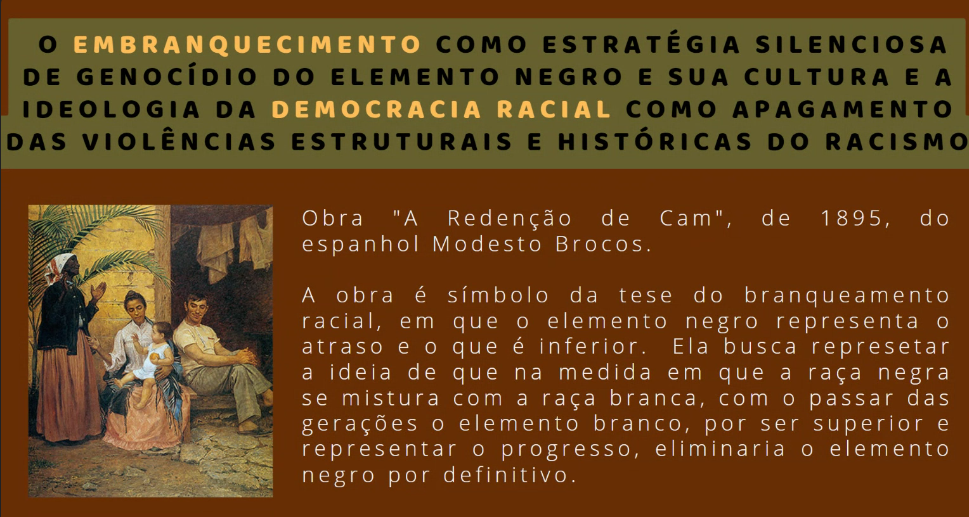 O EMBRANQUECIMENTO COMO ESTRATÉGIA SILENCIOSA
DE GENOCÍDIO DO ELEMENTO NEGRO E SUA CULTURA E A
IDEOLOGIA DA DEMOCRACIA RACIAL COMO APAGAMENTO
DAS VIOLÊNCIAS ESTRUTURAIS E HISTÓRICAS DO RACISMO
Obra "A Redenção de Cam", de 1895, do
espanhol Modesto Brocos.
A obra é símbolo da tese do branqueamento
racial, em que o elemento negro representa o
atraso e o que é inferior. Ela busca represetar
a ideia de que na medida em que a raça negra
se mistura com a raça branca, com o passar das
gerações o elemento branco, por ser superior e
representar o progresso, eliminaria o elemento
negro por definitivo.